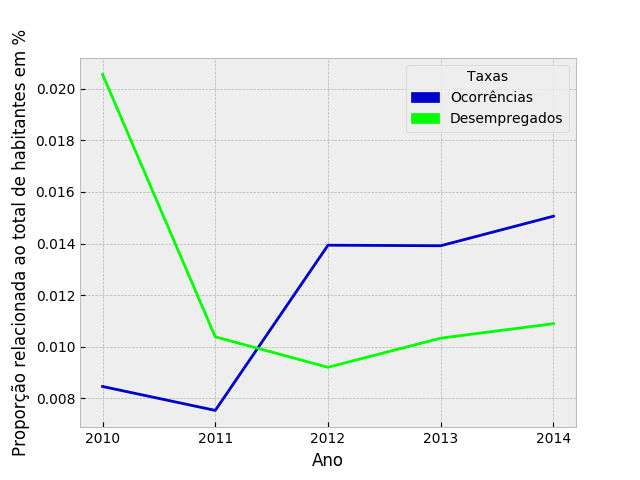 Proporção relacionada ao total de habitantes em %
0.020
0.018
0.016
0.014
0.012
0.010
0.008
Taxas
Ocorrências
Desempregados
2010 2011 2012 2013 2014
Ano